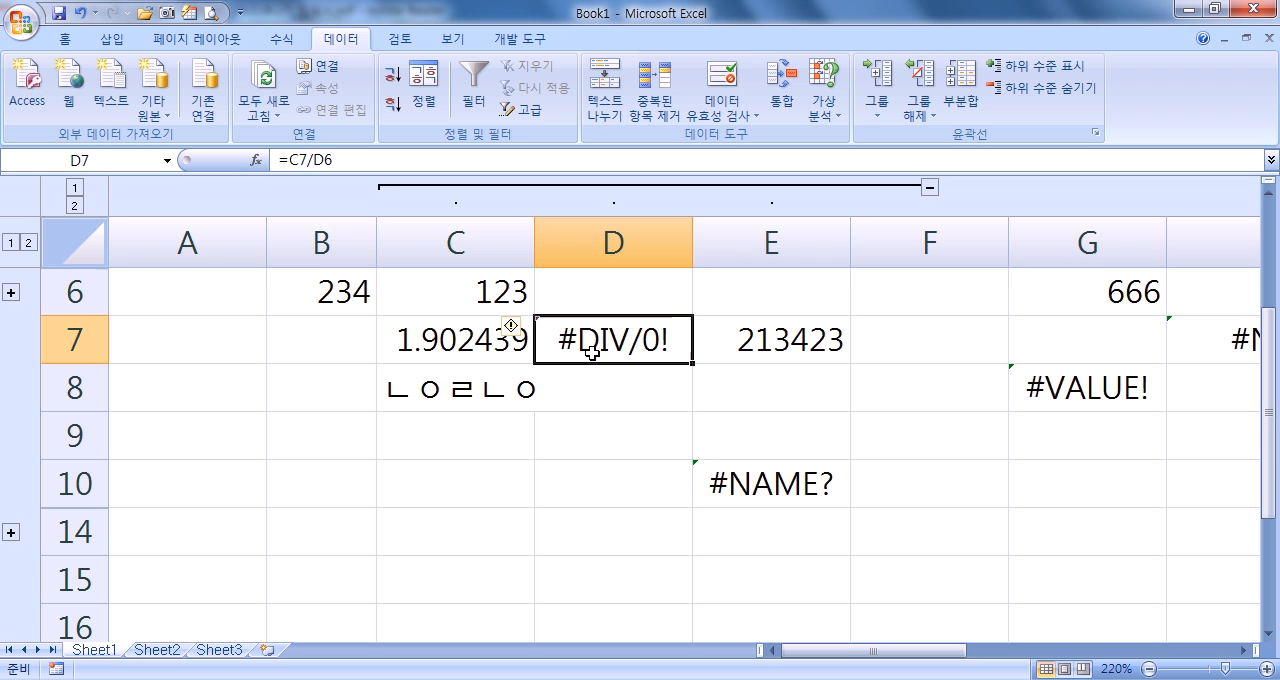 Book1 - Microsoft Excel
홈 삽입 페이지 레이아웃 수식 데이터 검토 보기 개발 도구
Access 웹 텍스트 기타 원본 기존 연결
외부 데이터 가져오기
모두 새로 고침 연결 속성 연결 편집
연결
정렬 필터 지우기 다시 적용 고급
정렬 및 필터
텍스트 나누기 중복된 항목 제거 데이터 유효성 검사 통합 가상 분석
데이터 도구
그룹 그룹 해제 부분합 하위 수준 표시 하위 수준 숨기기
윤곽선
D7 fx =C7/D6
1
2
1 2
A B C D E F G
6 234 123 666
7 1.902439 #DIV/0! 213423 #N
8 ㄴㅇㄹㄴㅇ #VALUE!
9
10 #NAME?
14
15
16
Sheet1 Sheet2 Sheet3
준비 220%